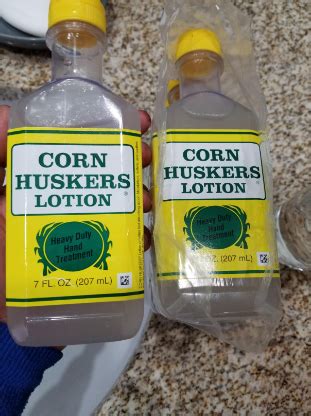 CORN
HUSKERS
LOTION
®
Heavy Duty
Hand
Treatment
7 FL. OZ (207 mL)
CORN
HUSKERS
LOTION
®
Heavy Duty
Hand
Treatment
OZ. (207 mL)